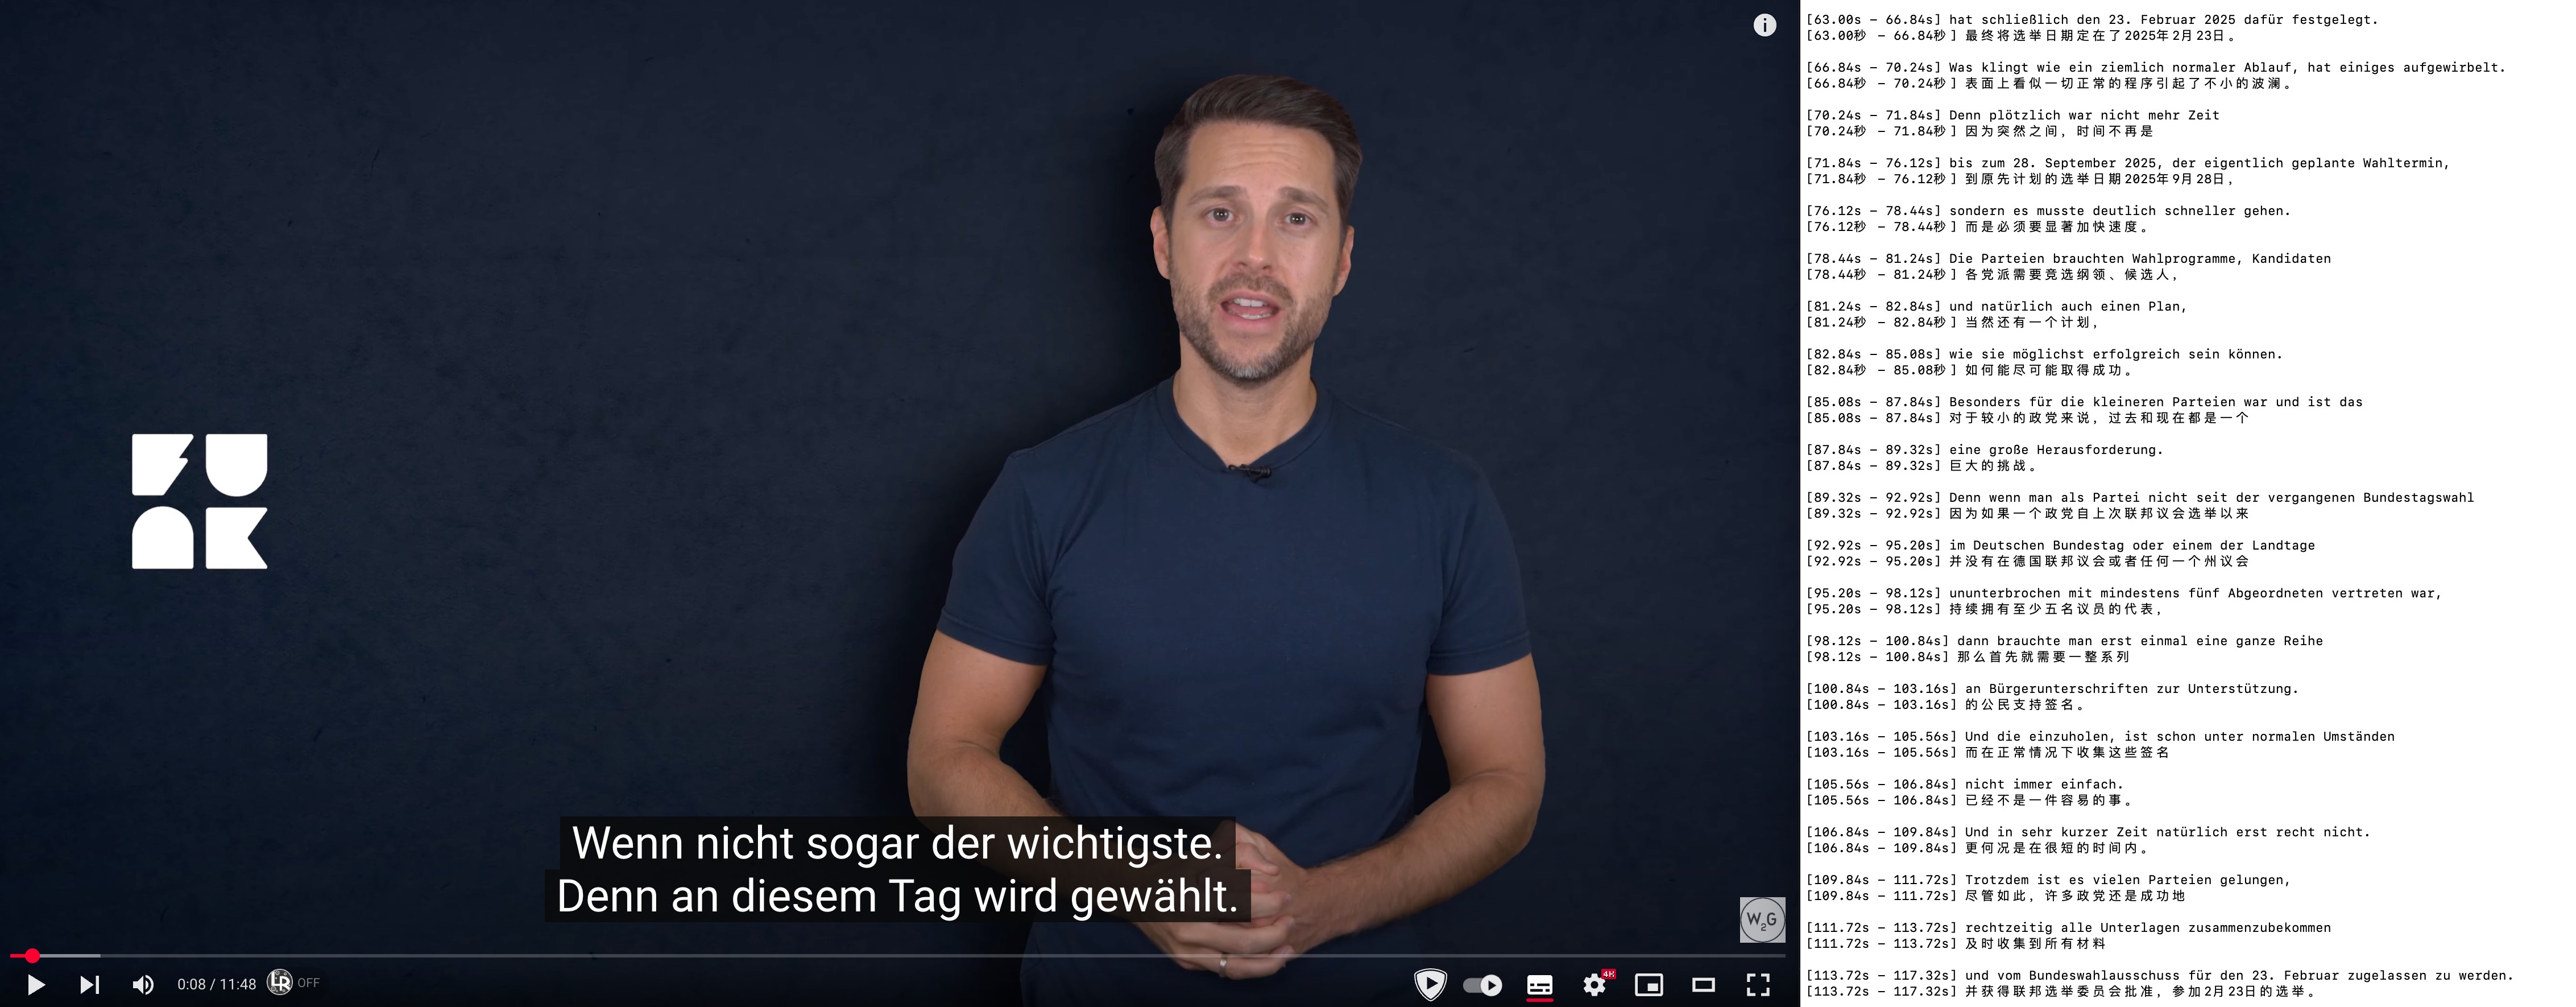 FUNK
Wenn nicht sogar der wichtigste.
Denn an diesem Tag wird gewählt.
W2G
0:08 / 11:48 LR OFF
4K
[63.00s - 66.84s] hat schließlich den 23. Februar 2025 dafür festgelegt.
[63.00秒 - 66.84秒] 最终将选举日期定在了2025年2月23日。
[66.84s - 70.24s] Was klingt wie ein ziemlich normaler Ablauf, hat einiges aufgewirbelt.
[66.84秒 - 70.24秒] 表面上看似一切正常的程序引起了不小的波澜。
[70.24s - 71.84s] Denn plötzlich war nicht mehr Zeit
[70.24秒 - 71.84秒] 因为突然之间，时间不再是
[71.84s - 76.12s] bis zum 28. September 2025, der eigentlich geplante Wahltermin,
[71.84秒 - 76.12秒] 到原先计划的选举日期2025年9月28日，
[76.12s - 78.44s] sondern es musste deutlich schneller gehen.
[76.12秒 - 78.44秒] 而是必须要显著加快速度。
[78.44s - 81.24s] Die Parteien brauchten Wahlprogramme, Kandidaten
[78.44秒 - 81.24秒] 各党派需要竞选纲领、候选人，
[81.24s - 82.84s] und natürlich auch einen Plan,
[81.24秒 - 82.84秒] 当然还有一个计划，
[82.84s - 85.08s] wie sie möglichst erfolgreich sein können.
[82.84秒 - 85.08秒] 如何能尽可能取得成功。
[85.08s - 87.84s] Besonders für die kleineren Parteien war und ist das
[85.08s - 87.84s] 对于较小的政党来说，过去和现在都是一个
[87.84s - 89.32s] eine große Herausforderung.
[87.84s - 89.32s] 巨大的挑战。
[89.32s - 92.92s] Denn wenn man als Partei nicht seit der vergangenen Bundestagswahl
[89.32s - 92.92s] 因为如果一个政党自上次联邦议会选举以来
[92.92s - 95.20s] im Deutschen Bundestag oder einem der Landtage
[92.92s - 95.20s] 并没有在德国联邦议会或者任何一个州议会
[95.20s - 98.12s] ununterbrochen mit mindestens fünf Abgeordneten vertreten war,
[95.20s - 98.12s] 持续拥有至少五名议员的代表，
[98.12s - 100.84s] dann brauchte man erst einmal eine ganze Reihe
[98.12s - 100.84s] 那么首先就需要一整系列
[100.84s - 103.16s] an Bürgerunterschriften zur Unterstützung.
[100.84s - 103.16s] 的公民支持签名。
[103.16s - 105.56s] Und die einzuholen, ist schon unter normalen Umständen
[103.16s - 105.56s] 而在正常情况下收集这些签名
[105.56s - 106.84s] nicht immer einfach.
[105.56s - 106.84s] 已经不是一件容易的事。
[106.84s - 109.84s] Und in sehr kurzer Zeit natürlich erst recht nicht.
[106.84s - 109.84s] 更何况是在很短的时间内。
[109.84s - 111.72s] Trotzdem ist es vielen Parteien gelungen,
[109.84s - 111.72s] 尽管如此，许多政党还是成功地
[111.72s - 113.72s] rechtzeitig alle Unterlagen zusammenzubekommen
[111.72s - 113.72s] 及时收集到所有材料
[113.72s - 117.32s] und vom Bundeswahlausschuss für den 23. Februar zugelassen zu werden.
[113.72s - 117.32s] 并获得联邦选举委员会批准，参加2月23日的选举。